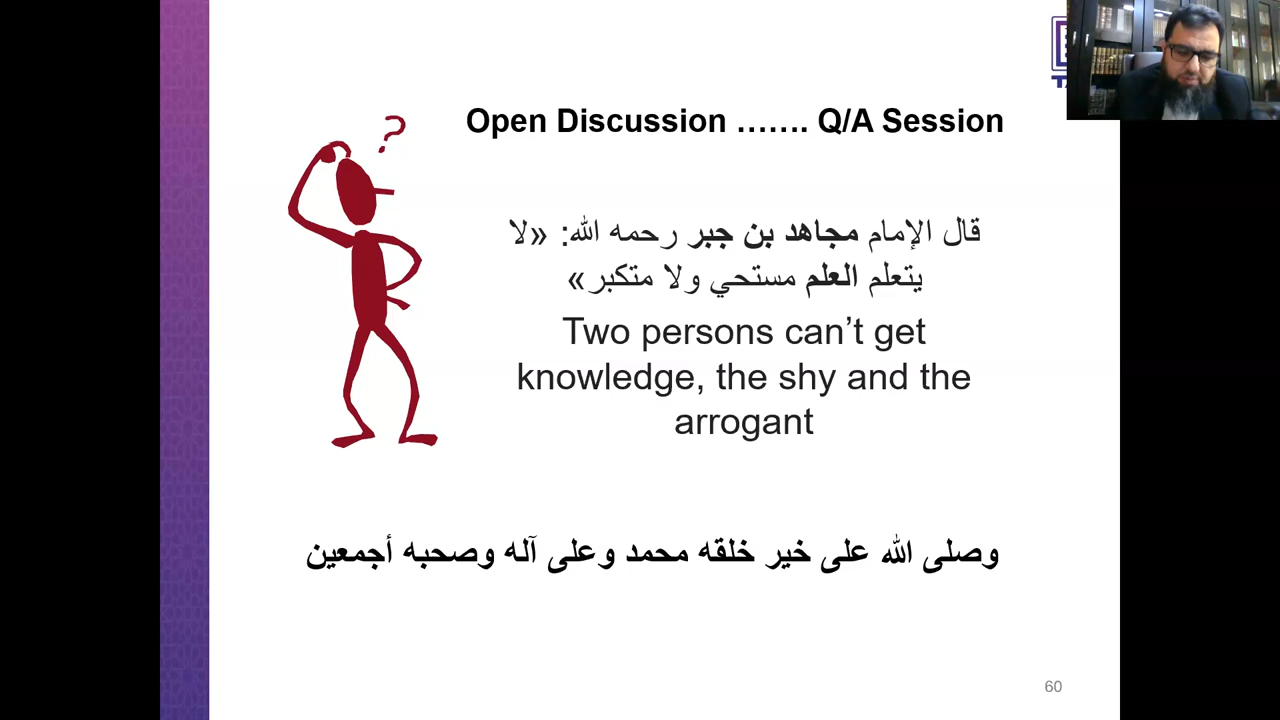 Open Discussion ……. Q/A Session
?
قال الإمام مجاهد بن جبر رحمه الله: «لا
يتعلم العلم مستحي ولا متكبر»
Two persons can’t get
knowledge, the shy and the
arrogant
وصلى الله على خير خلقه محمد وعلى آله وصحبه أجمعين
60